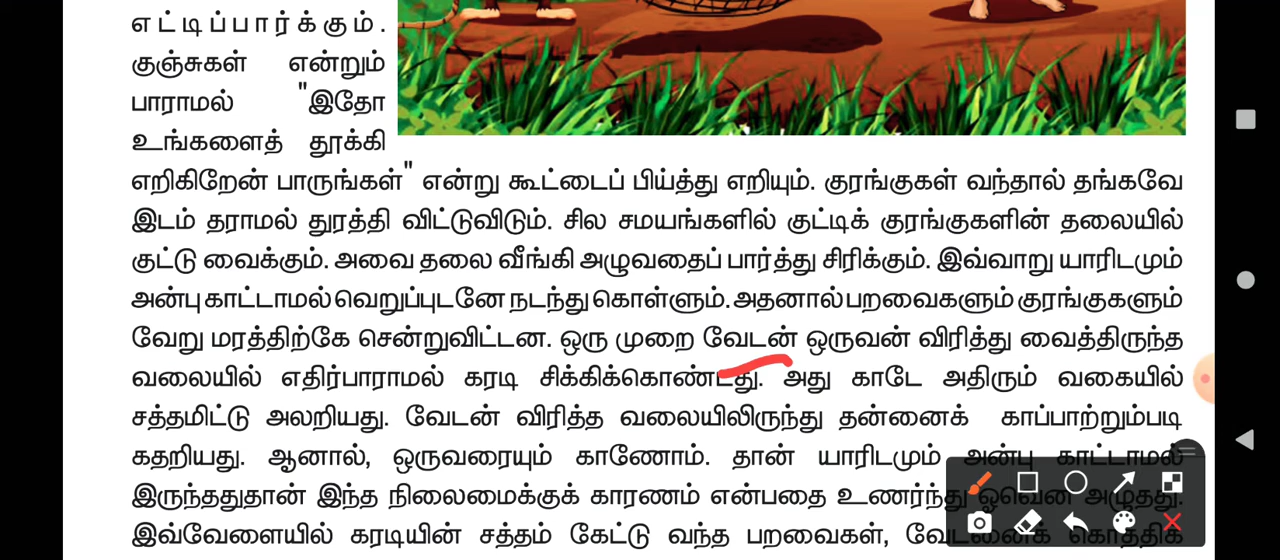 எட்டிப்பார்க்கும்.
குஞ்சுகள் என்றும்
பாராமல் "இதோ
உங்களைத் தூக்கி
எறிகிறேன் பாருங்கள்" என்று கூட்டைப் பிய்த்து எறியும். குரங்குகள் வந்தால் தங்கவே
இடம் தராமல் துரத்தி விட்டுவிடும். சில சமயங்களில் குட்டிக் குரங்குகளின் தலையில்
குட்டு வைக்கும். அவை தலை வீங்கி அழுவதைப் பார்த்து சிரிக்கும். இவ்வாறு யாரிடமும்
அன்பு காட்டாமல் வெறுப்புடனே நடந்து கொள்ளும். அதனால் பறவைகளும் குரங்குகளும்
வேறு மரத்திற்கே சென்றுவிட்டன. ஒரு முறை வேடன் ஒருவன் விரித்து வைத்திருந்த
வலையில் எதிர்பாராமல் கரடி சிக்கிக்கொண்டது. அது காடே அதிரும் வகையில்
சத்தமிட்டு அலறியது. வேடன் விரித்த வலையிலிருந்து தன்னைக் காப்பாற்றும்படி
கதறியது. ஆனால், ஒருவரையும் காணோம். தான் யாரிடமும் அன்பு காட்டாமல்
இருந்ததுதான் இந்த நிலைமைக்குக் காரணம் என்பதை உணர்ந்து ஓவென அழுதது.
இவ்வேளையில் கரடியின் சத்தம் கேட்டு வந்த பறவைகள், வேடனைக் கொத்திக்